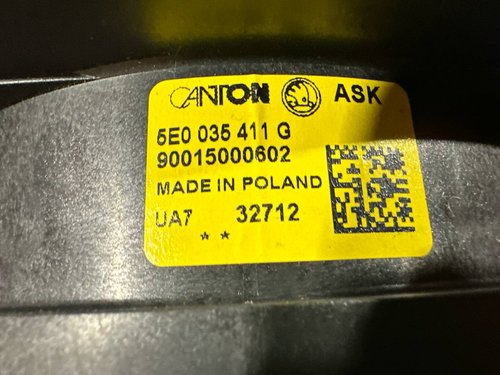 CANTON ASK
5E0 035 411 G
90015000602
MADE IN POLAND
UA7 32712
* *